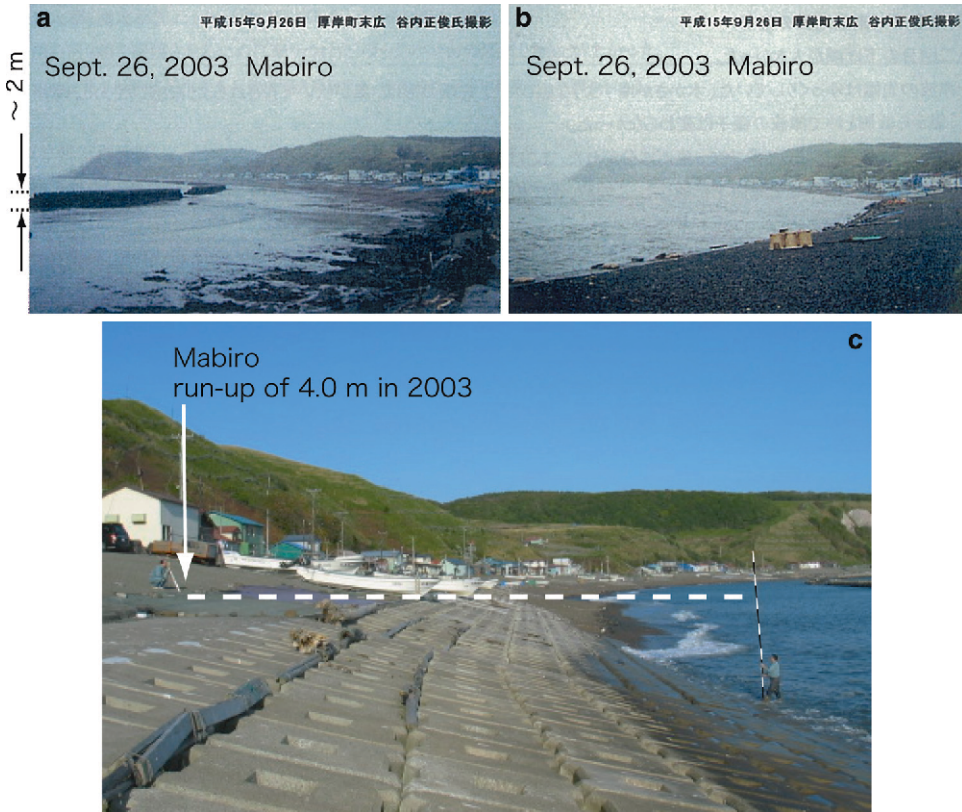 a
平成15年9月26日 厚岸町末広 谷内正俊氏撮影
Sept. 26, 2003 Mabiro
~ 2 m
b
平成15年9月26日 厚岸町末広 谷内正俊氏撮影
Sept. 26, 2003 Mabiro
c
Mabiro
run-up of 4.0 m in 2003